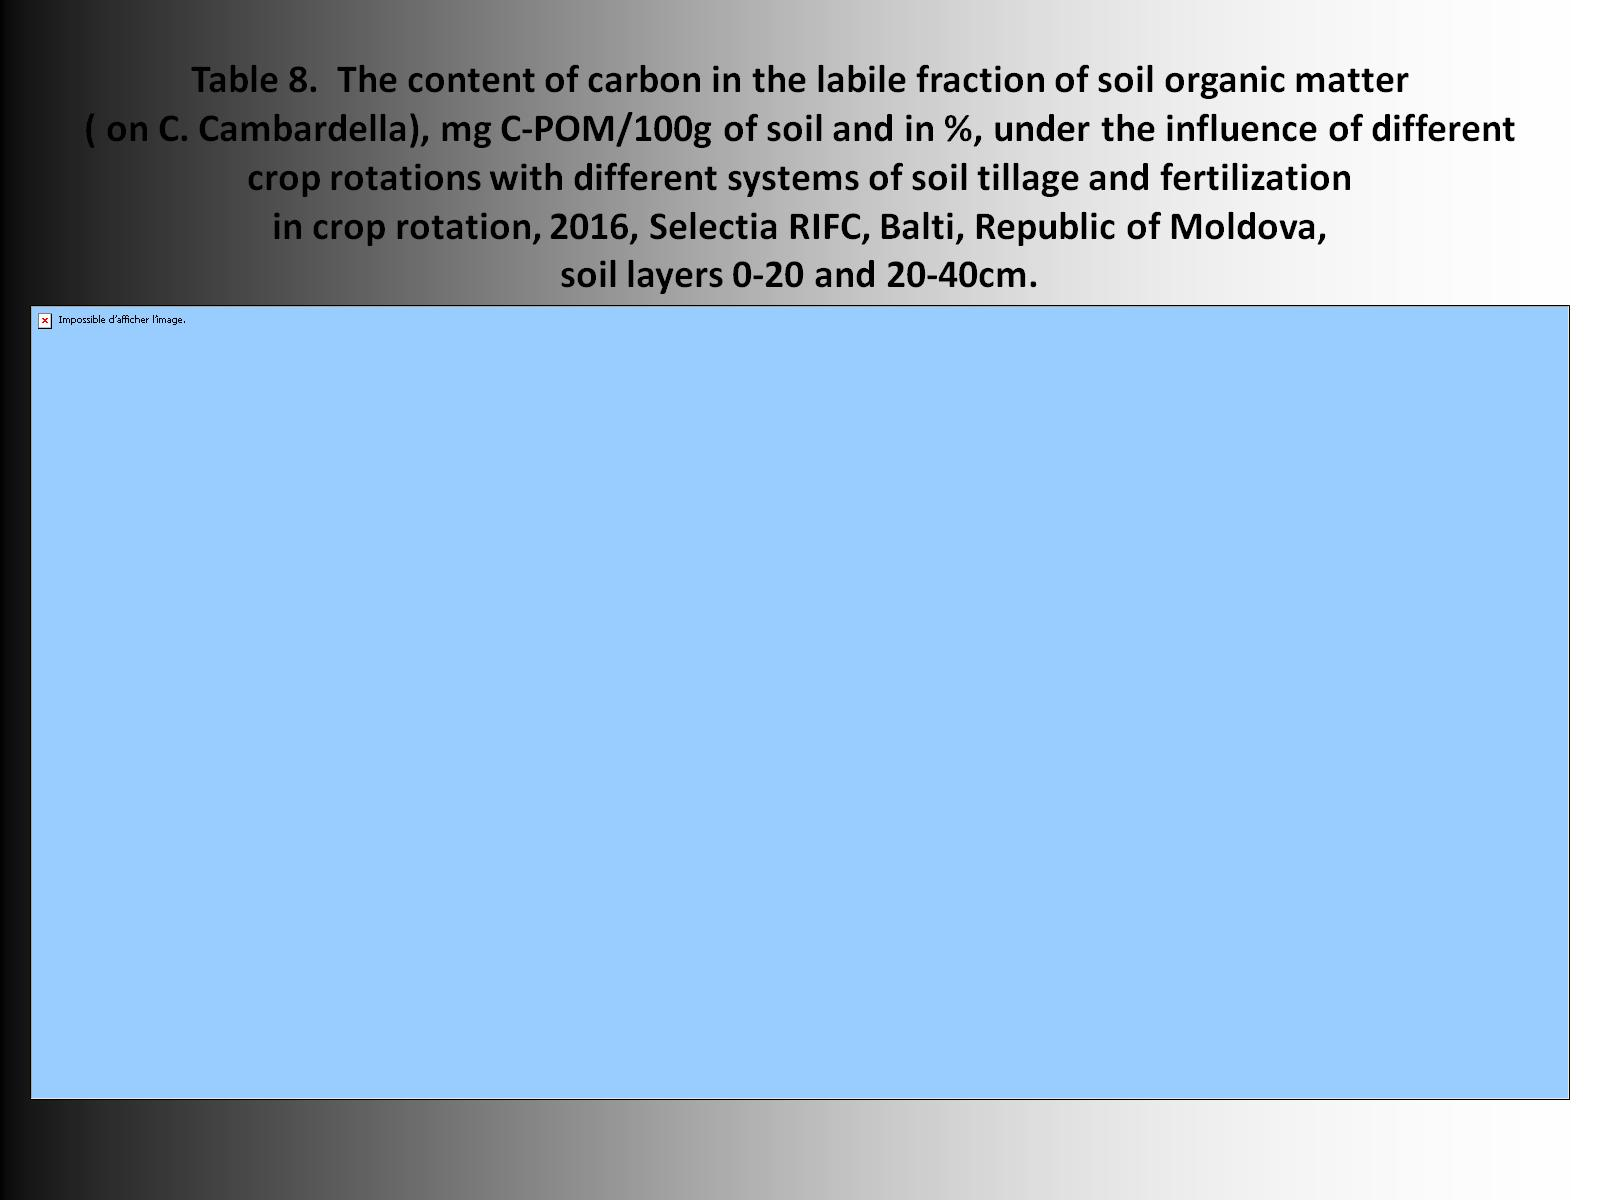 Table 8.  The content of carbon in the labile fraction of soil organic matter
( on C. Cambardella), mg C-POM/100g of soil and in %, under the influence of different
crop rotations with different systems of soil tillage and fertilization
in crop rotation, 2016, Selectia RIFC, Balti, Republic of Moldova,
soil layers 0-20 and 20-40cm.
Impossible d'afficher l'image.